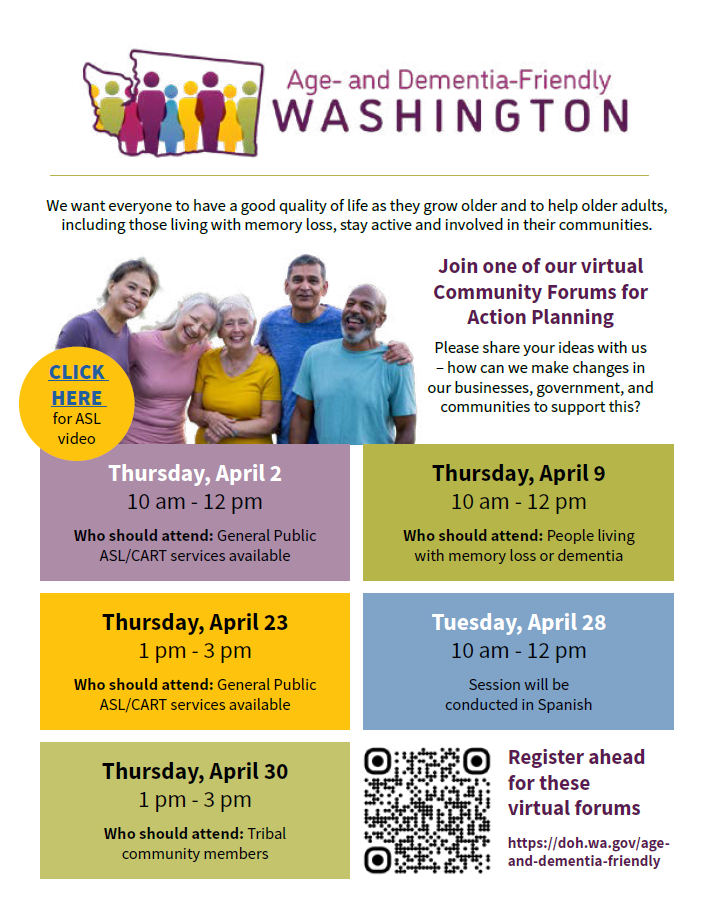 Age- and Dementia-Friendly
WASHINGTON
We want everyone to have a good quality of life as they grow older and to help older adults,
including those living with memory loss, stay active and involved in their communities.
Join one of our virtual
Community Forums for
Action Planning
Please share your ideas with us
– how can we make changes in
our businesses, government, and
communities to support this?
CLICK
HERE
for ASL
video
Thursday, April 2
10 am - 12 pm
Who should attend: General Public
ASL/CART services available
Thursday, April 9
10 am - 12 pm
Who should attend: People living
with memory loss or dementia
Thursday, April 23
1 pm - 3 pm
Who should attend: General Public
ASL/CART services available
Tuesday, April 28
10 am - 12 pm
Session will be
conducted in Spanish
Thursday, April 30
1 pm - 3 pm
Who should attend: Tribal
community members
Register ahead
for these
virtual forums
https://doh.wa.gov/age-
and-dementia-friendly